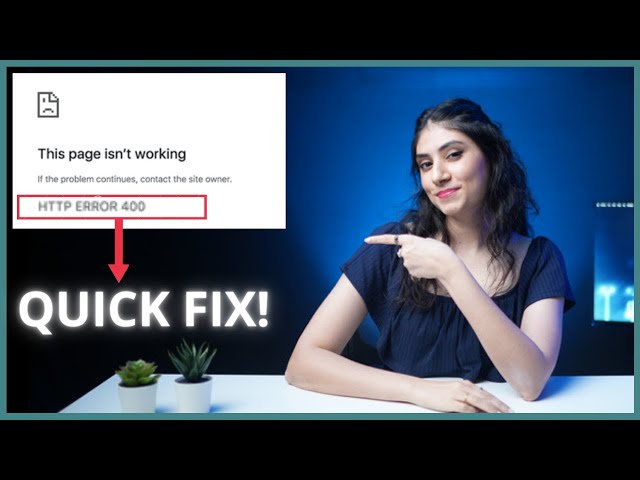 This page isn't working
If the problem continues, contact the site owner.
HTTP ERROR 400
QUICK FIX!